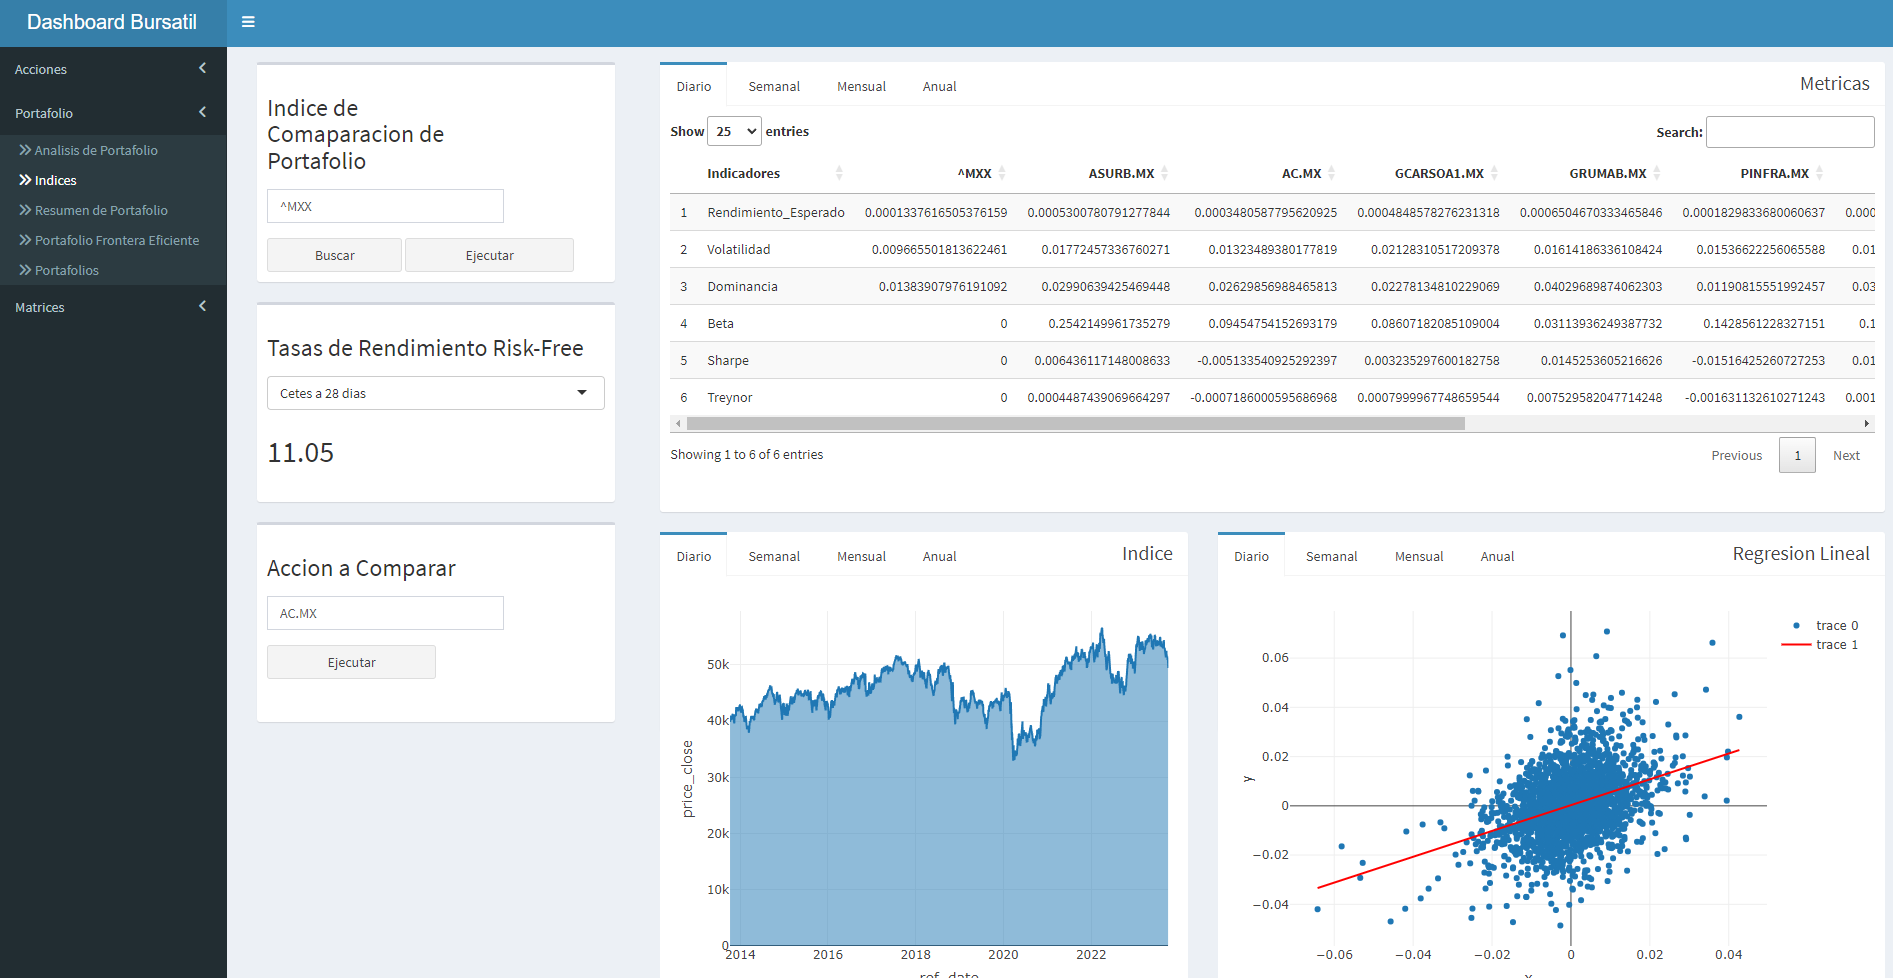 Dashboard Bursatil
Acciones
Portafolio
Analisis de Portafolio
Indices
Resumen de Portafolio
Portafolio Frontera Eficiente
Portafolios
Matrices
Indice de
Comaparacion de
Portafolio
^MXX
Buscar Ejecutar
Tasas de Rendimiento Risk-Free
Cetes a 28 dias
11.05
Accion a Comparar
AC.MX
Ejecutar
Diario Semanal Mensual Anual Metricas
Show 25 entries Search:
Indicadores ^MXX ASURB.MX AC.MX GCARSOA1.MX GRUMAB.MX PINFRA.MX
1 Rendimiento_Esperado 0.0001337616505376159 0.0005300780791277844 0.0003480587795620925 0.0004848578276231318 0.0006504670333465846 0.0001829833680060637 0.000
2 Volatilidad 0.009665501813622461 0.01772457336760271 0.01323489380177819 0.02128310517209378 0.01614186336108424 0.01536622256065588 0.01
3 Dominancia 0.01383907976191092 0.02990639425469448 0.02629856988465813 0.02278134810229069 0.04029689874062303 0.01190815551992457 0.03
4 Beta 0 0.2542149961735279 0.09454754152693179 0.08607182085109004 0.03113936249387732 0.1428561228327151 0.1
5 Sharpe 0 0.006436117148008633 -0.005133540925292397 0.003235297600182758 0.0145253605216626 -0.01516425260727253 0.01
6 Treynor 0 0.0004487439069664297 -0.0007186000595686968 0.0007999967748659544 0.007529582047714248 -0.001631132610271243 0.001
Showing 1 to 6 of 6 entries Previous 1 Next
Diario Semanal Mensual Anual Indice
50k
40k
30k
20k
10k
0
price_close
2014 2016 2018 2020 2022
ref_date
Diario Semanal Mensual Anual Regresion Lineal
trace 0
trace 1
0.06
0.04
0.02
0
−0.02
−0.04
y
−0.06 −0.04 −0.02 0 0.02 0.04
x